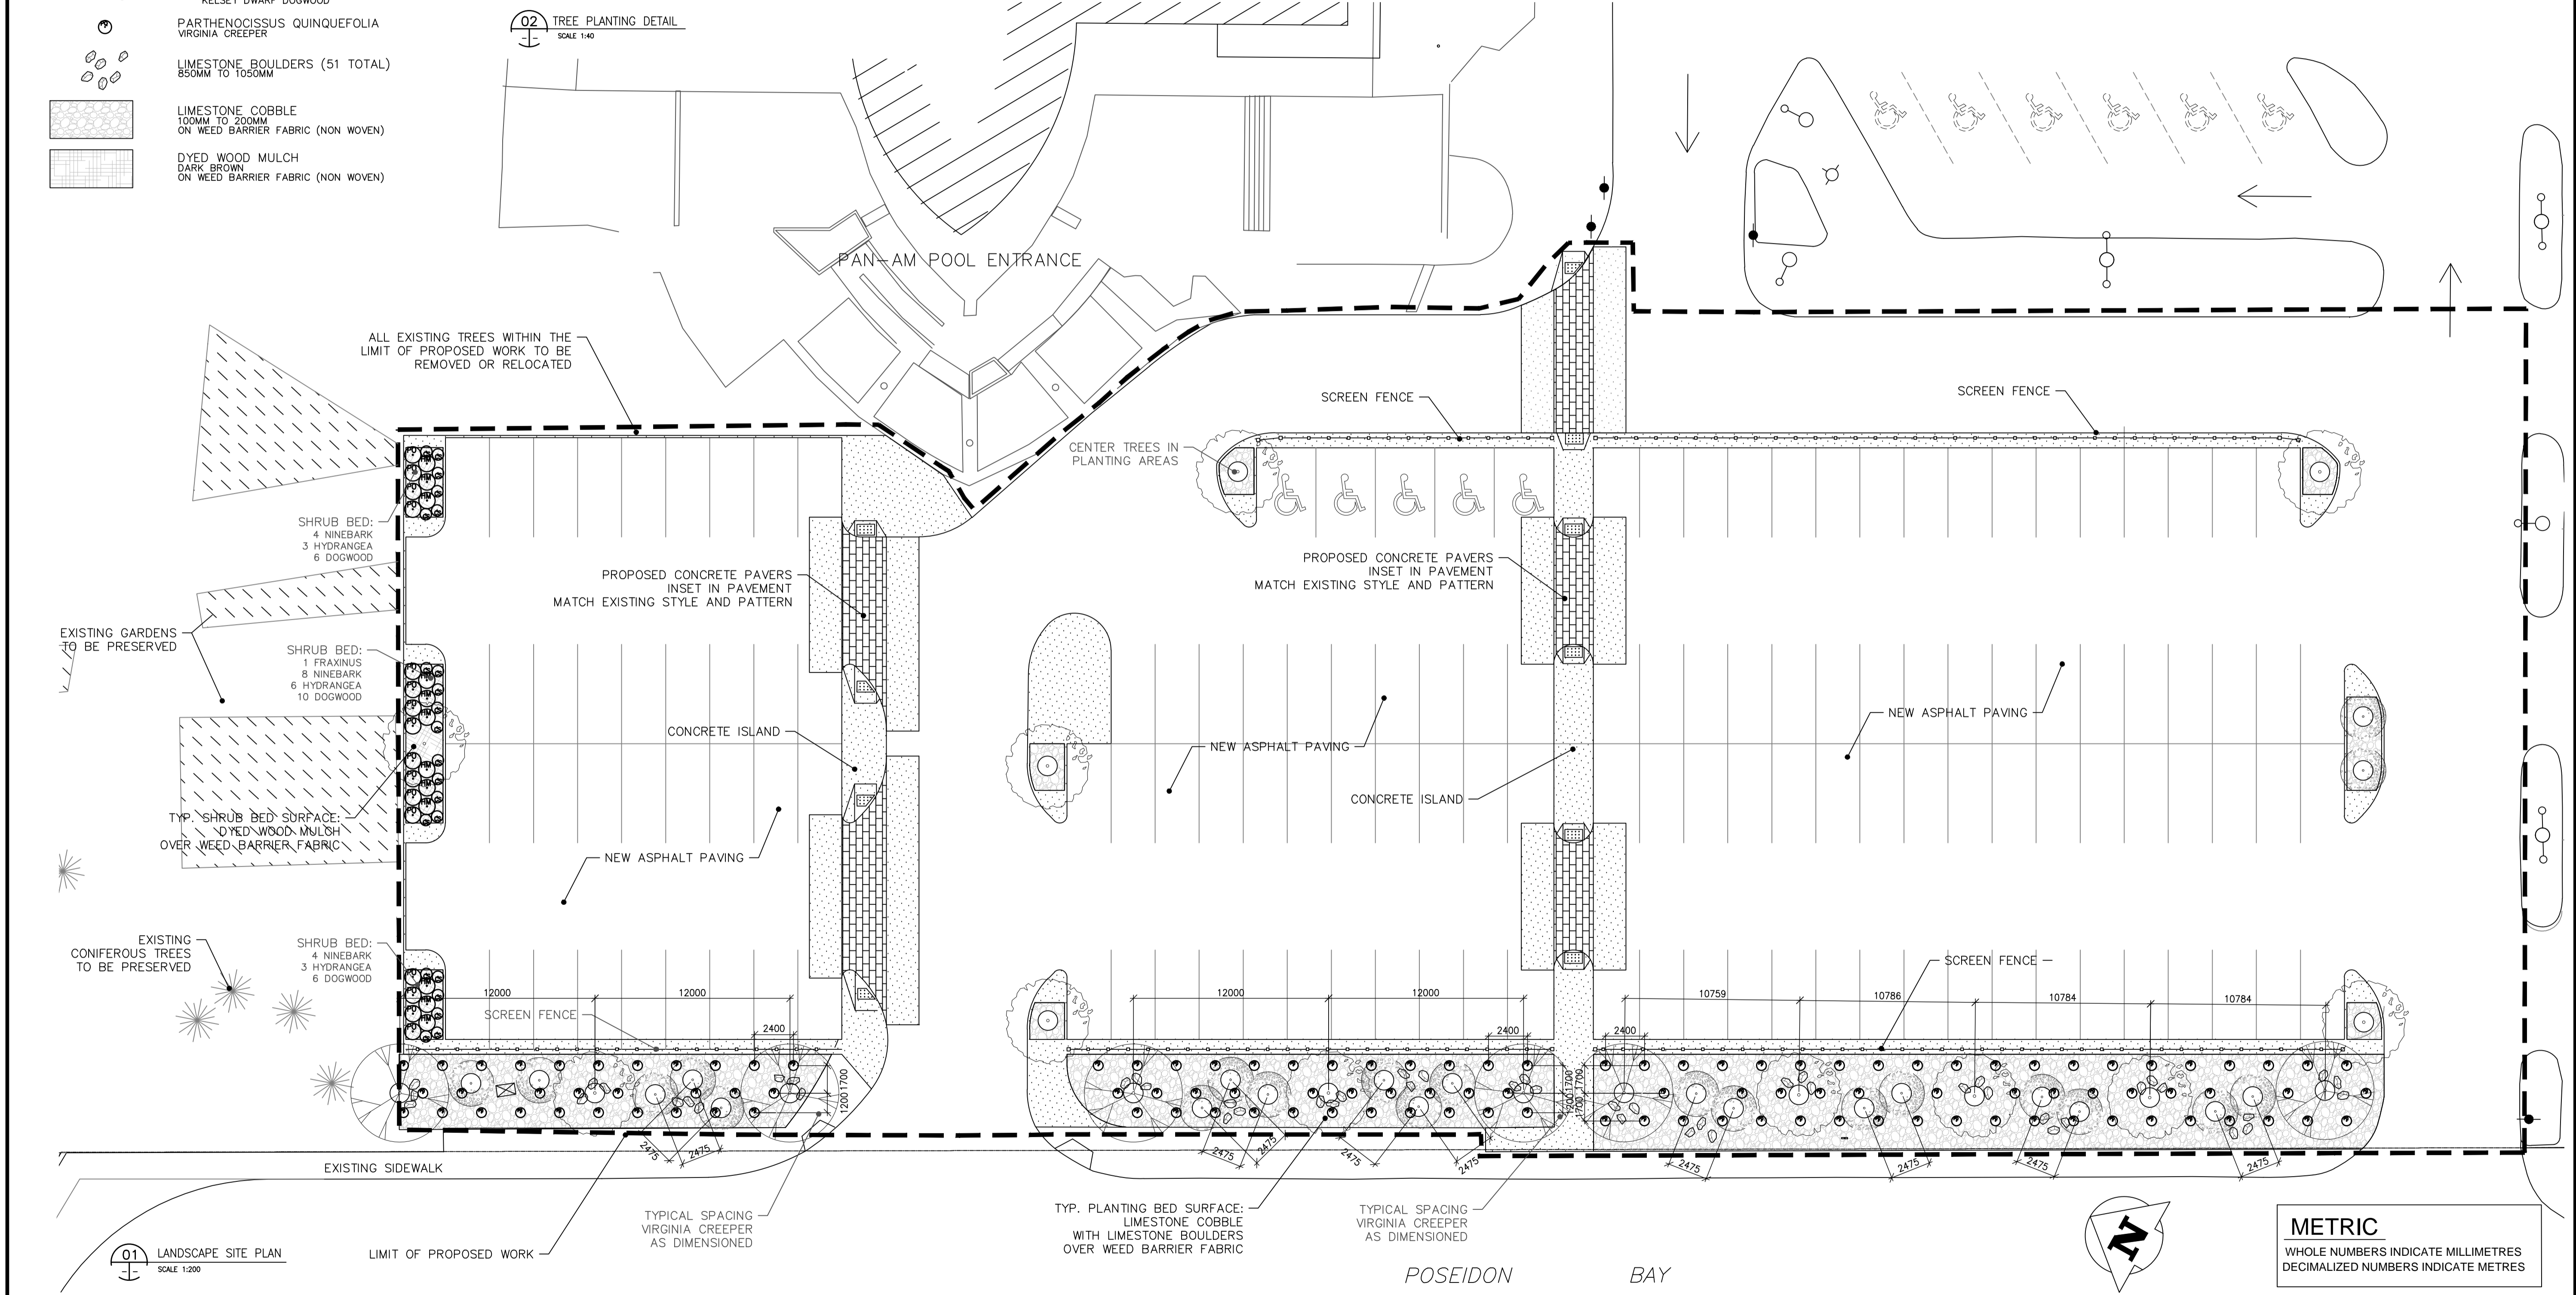 KELSEY DWARF DOGWOOD
PARTHENOCISSUS QUINQUEFOLIA
VIRGINIA CREEPER
LIMESTONE BOULDERS (51 TOTAL)
850MM TO 1050MM
LIMESTONE COBBLE
100MM TO 200MM
ON WEED BARRIER FABRIC (NON WOVEN)
DYED WOOD MULCH
DARK BROWN
ON WEED BARRIER FABRIC (NON WOVEN)
02 TREE PLANTING DETAIL
SCALE 1:40
PAN-AM POOL ENTRANCE
ALL EXISTING TREES WITHIN THE
LIMIT OF PROPOSED WORK TO BE
REMOVED OR RELOCATED
SCREEN FENCE
SCREEN FENCE
CENTER TREES IN
PLANTING AREAS
SHRUB BED:
4 NINEBARK
3 HYDRANGEA
6 DOGWOOD
PROPOSED CONCRETE PAVERS
INSET IN PAVEMENT
MATCH EXISTING STYLE AND PATTERN
PROPOSED CONCRETE PAVERS
INSET IN PAVEMENT
MATCH EXISTING STYLE AND PATTERN
EXISTING GARDENS
TO BE PRESERVED
SHRUB BED:
1 FRAXINUS
8 NINEBARK
6 HYDRANGEA
10 DOGWOOD
CONCRETE ISLAND
NEW ASPHALT PAVING
NEW ASPHALT PAVING
CONCRETE ISLAND
TYP. SHRUB BED SURFACE:
DYED WOOD MULCH
OVER WEED BARRIER FABRIC
NEW ASPHALT PAVING
EXISTING
CONIFEROUS TREES
TO BE PRESERVED
SHRUB BED:
4 NINEBARK
3 HYDRANGEA
6 DOGWOOD
SCREEN FENCE
12000
12000
12000
12000
10759
10786
10784
10784
SCREEN FENCE
2400
2400
2400
1200 1700
1200 1700
1700
1700
2475
2475
2475
2475
2475
2475
2475
2475
2475
2475
EXISTING SIDEWALK
TYPICAL SPACING
VIRGINIA CREEPER
AS DIMENSIONED
TYP. PLANTING BED SURFACE:
LIMESTONE COBBLE
WITH LIMESTONE BOULDERS
OVER WEED BARRIER FABRIC
TYPICAL SPACING
VIRGINIA CREEPER
AS DIMENSIONED
01 LANDSCAPE SITE PLAN
SCALE 1:200
LIMIT OF PROPOSED WORK
POSEIDON BAY
N
METRIC
WHOLE NUMBERS INDICATE MILLIMETRES
DECIMALIZED NUMBERS INDICATE METRES